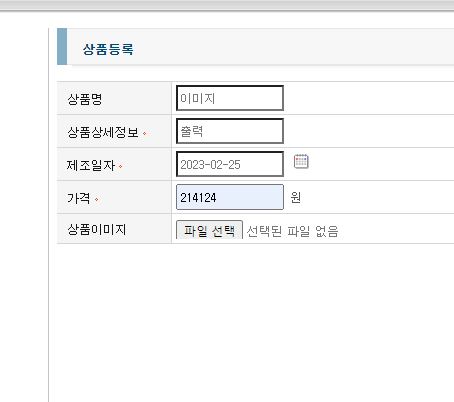 상품등록
상품명 이미지
상품상세정보 출력
제조일자 2023-02-25
가격 214124 원
상품이미지 파일 선택 선택된 파일 없음